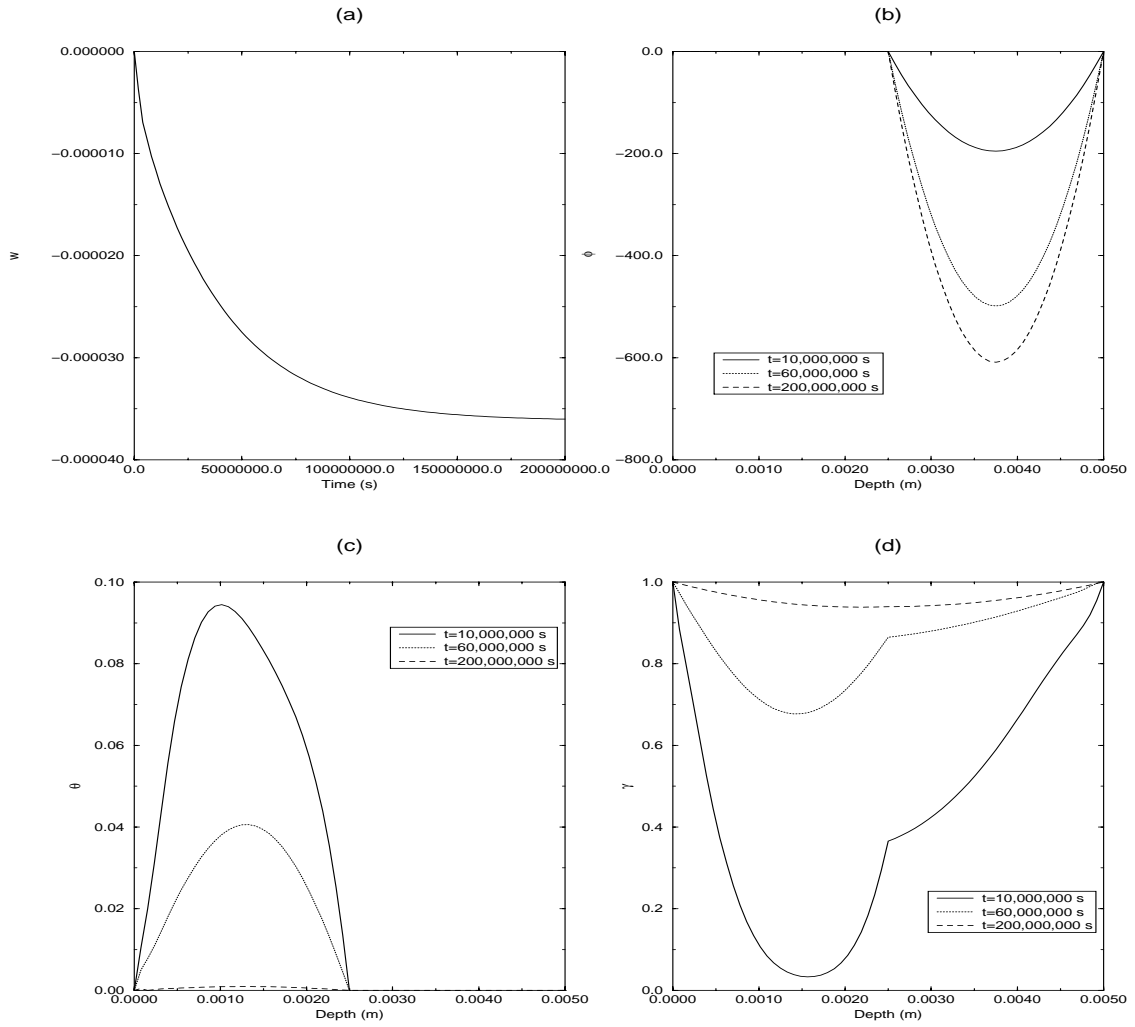 (a)
0.000000
−0.000010
−0.000020
−0.000030
−0.000040
w
0.0
50000000.0
100000000.0
150000000.0
200000000.0
Time (s)
(b)
0.0
−200.0
−400.0
−600.0
−800.0
ϕ
t=10,000,000 s
t=60,000,000 s
t=200,000,000 s
0.0000
0.0010
0.0020
0.0030
0.0040
0.0050
Depth (m)
(c)
0.10
0.08
0.06
0.04
0.02
0.00
θ
t=10,000,000 s
t=60,000,000 s
t=200,000,000 s
0.0000
0.0010
0.0020
0.0030
0.0040
0.0050
Depth (m)
(d)
1.0
0.8
0.6
0.4
0.2
0.0
γ
t=10,000,000 s
t=60,000,000 s
t=200,000,000 s
0.0000
0.0010
0.0020
0.0030
0.0040
0.0050
Depth (m)